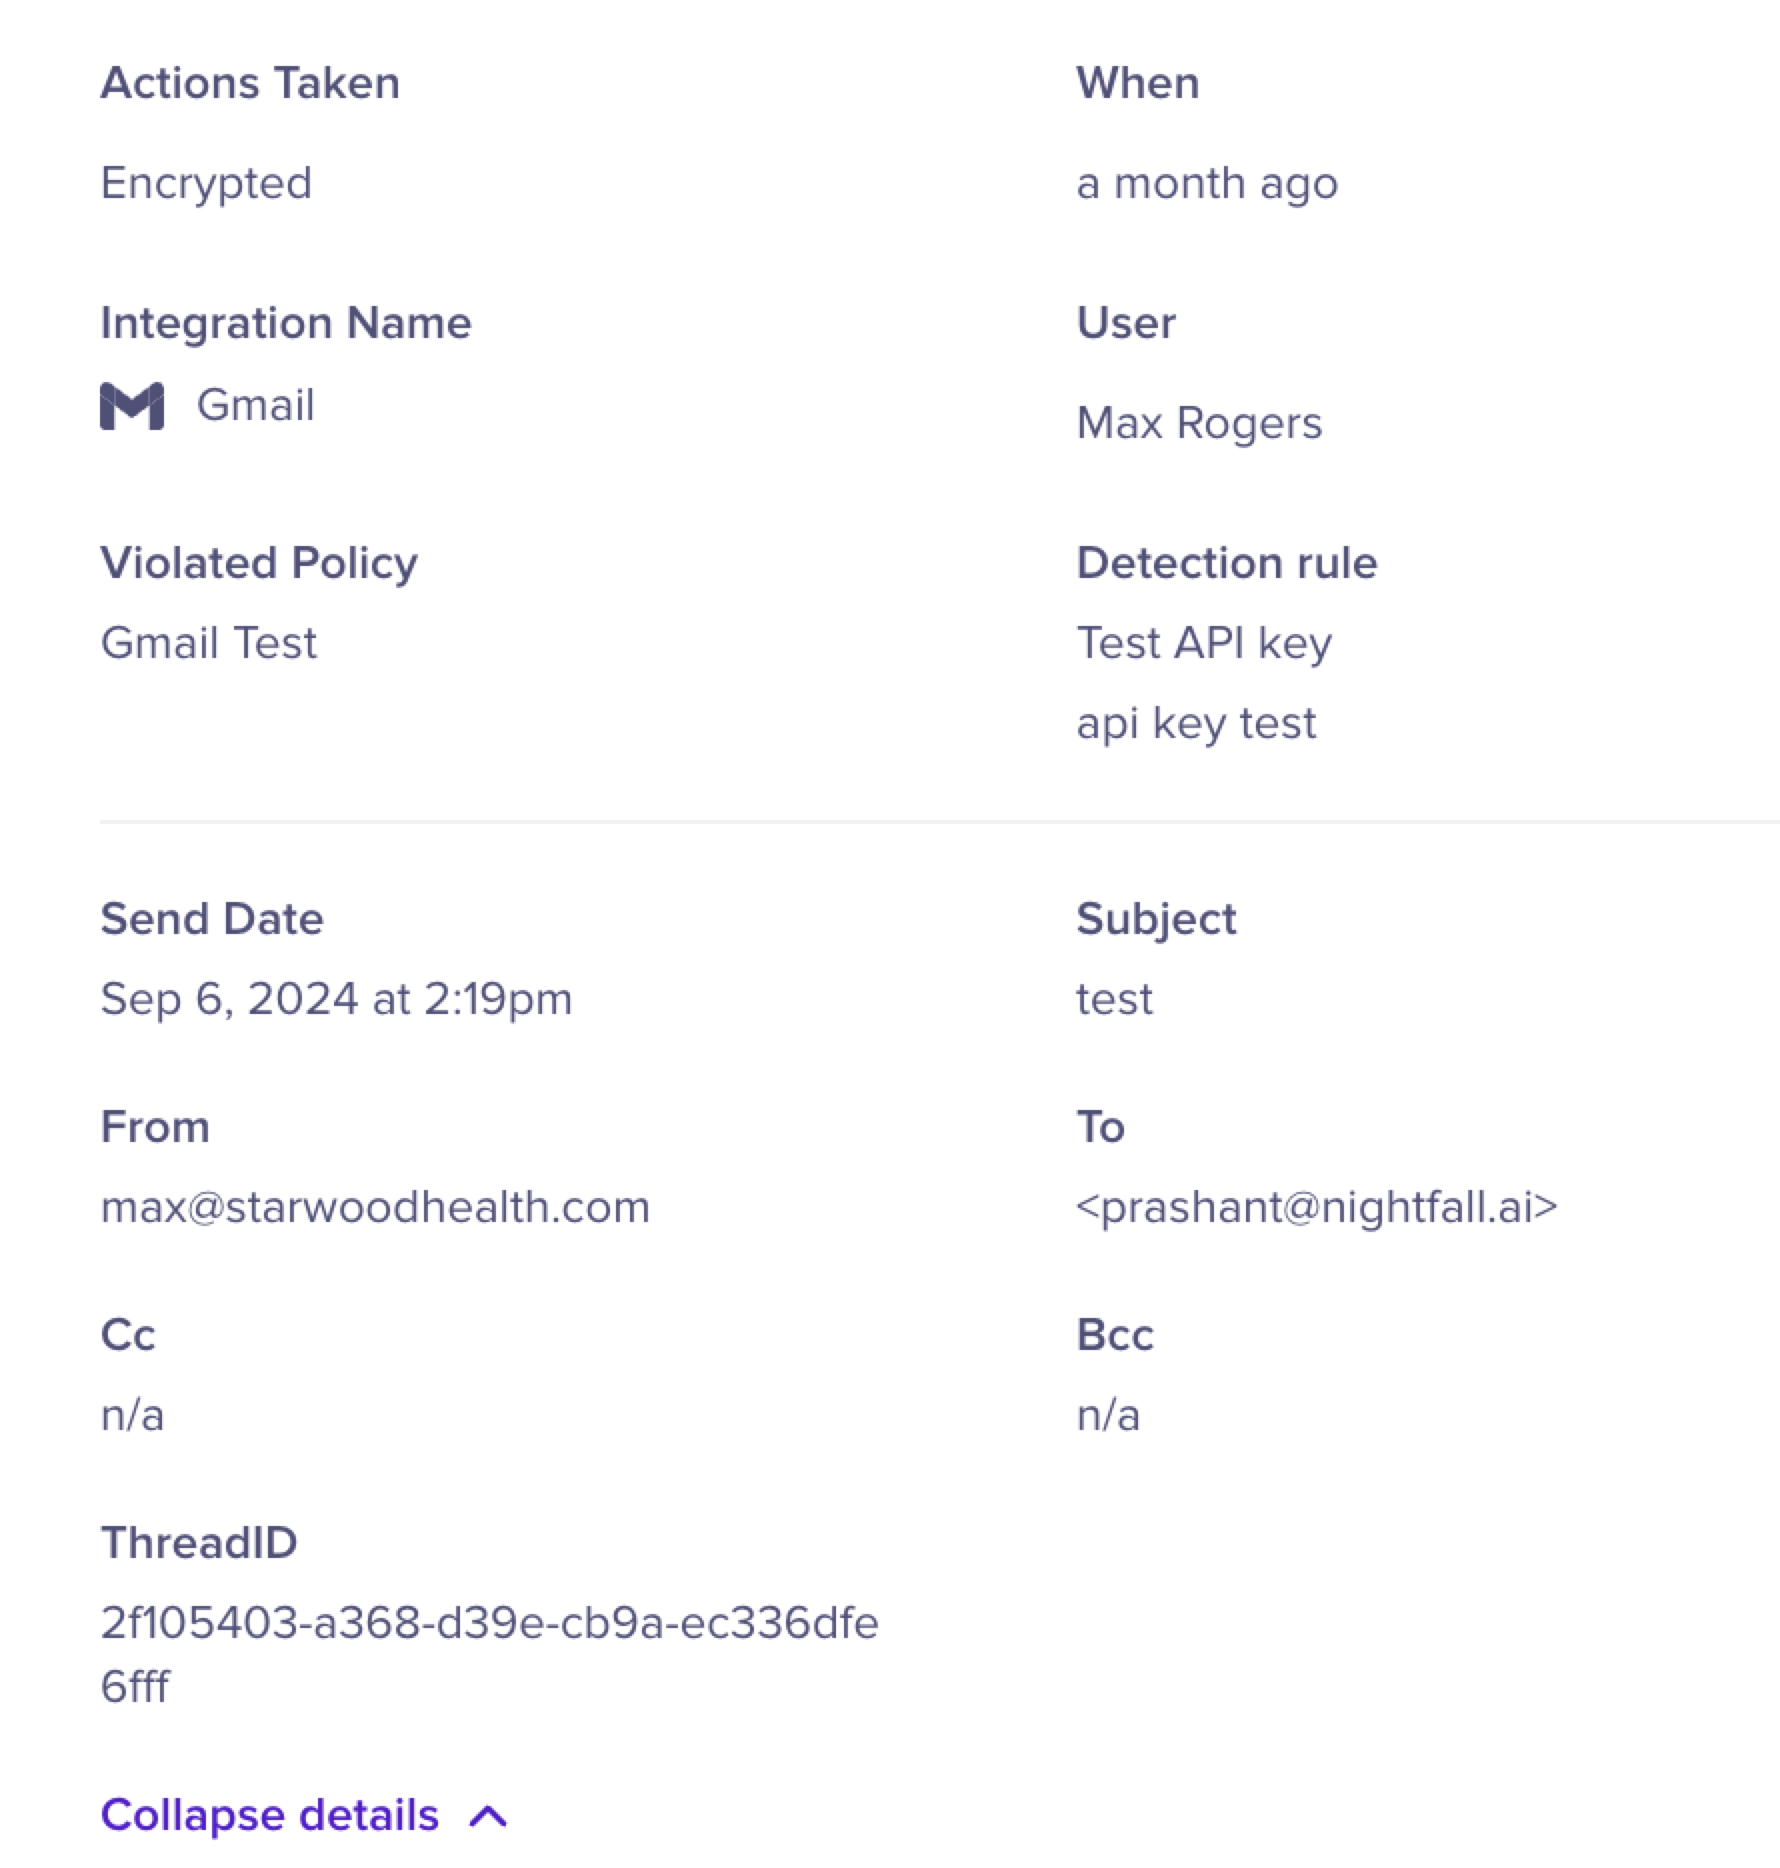 Actions Taken
When
Encrypted
a month ago
Integration Name
User
Gmail
Max Rogers
Violated Policy
Detection rule
Gmail Test
Test API key
api key test
Send Date
Subject
Sep 6, 2024 at 2:19pm
test
From
To
max@starwoodhealth.com
<prashant@nightfall.ai>
Cc
Bcc
n/a
n/a
ThreadID
2f105403-a368-d39e-cb9a-ec336dfe
6fff
Collapse details